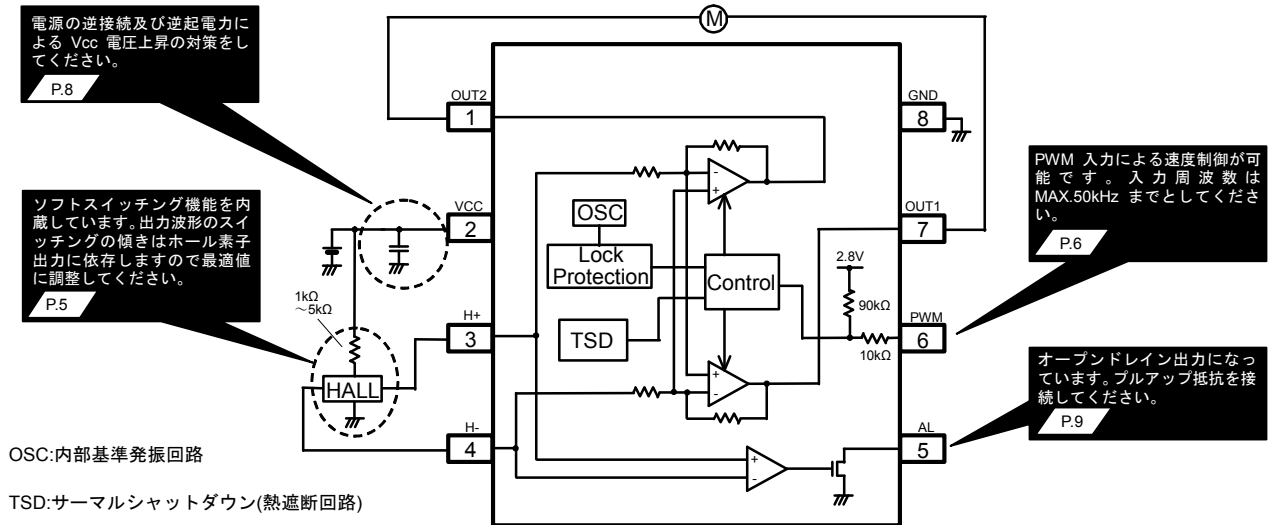 電源の逆接続及び逆起電力に
よる Vcc 電圧上昇の対策をし
てください。
P.8
ソフトスイッチング機能を内
蔵しています。出力波形のスイ
ッチングの傾きはホール素子
出力に依存しますので最適値
に調整してください。
P.5
M
OUT2
1
GND
8
VCC
2
OUT1
7
OSC
Lock
Protection
Control
TSD
2.8V
90kΩ
10kΩ
PWM
6
1kΩ
～5kΩ
HALL
H+
3
H-
4
AL
5
-
+
+
-
+
-
PWM 入力による速度制御が可
能です。入力周波数は
MAX.50kHz までとしてくださ
い。
P.6
オープンドレイン出力になっ
ています。プルアップ抵抗を接
続してください。
P.9
OSC:内部基準発振回路
TSD:サーマルシャットダウン(熱遮断回路)